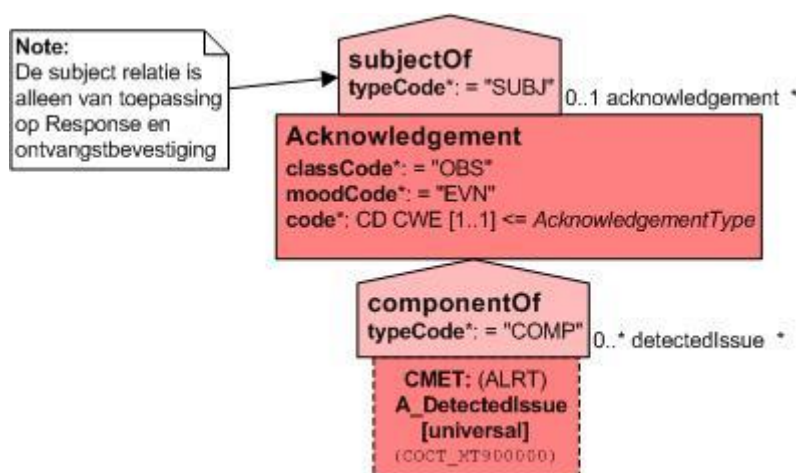 Note:
De subject relatie is
alleen van toepassing
op Response en
ontvangstbevestiging
subjectOf
typeCode*: = "SUBJ"
0..1 acknowledgement *
Acknowledgement
classCode*: = "OBS"
moodCode*: = "EVN"
code*: CD CWE [1..1] <= AcknowledgementType
componentOf
typeCode*: = "COMP"
0..* detectedIssue *
CMET: (ALRT)
A_DetectedIssue
[universal]
(COCT_MT900000)